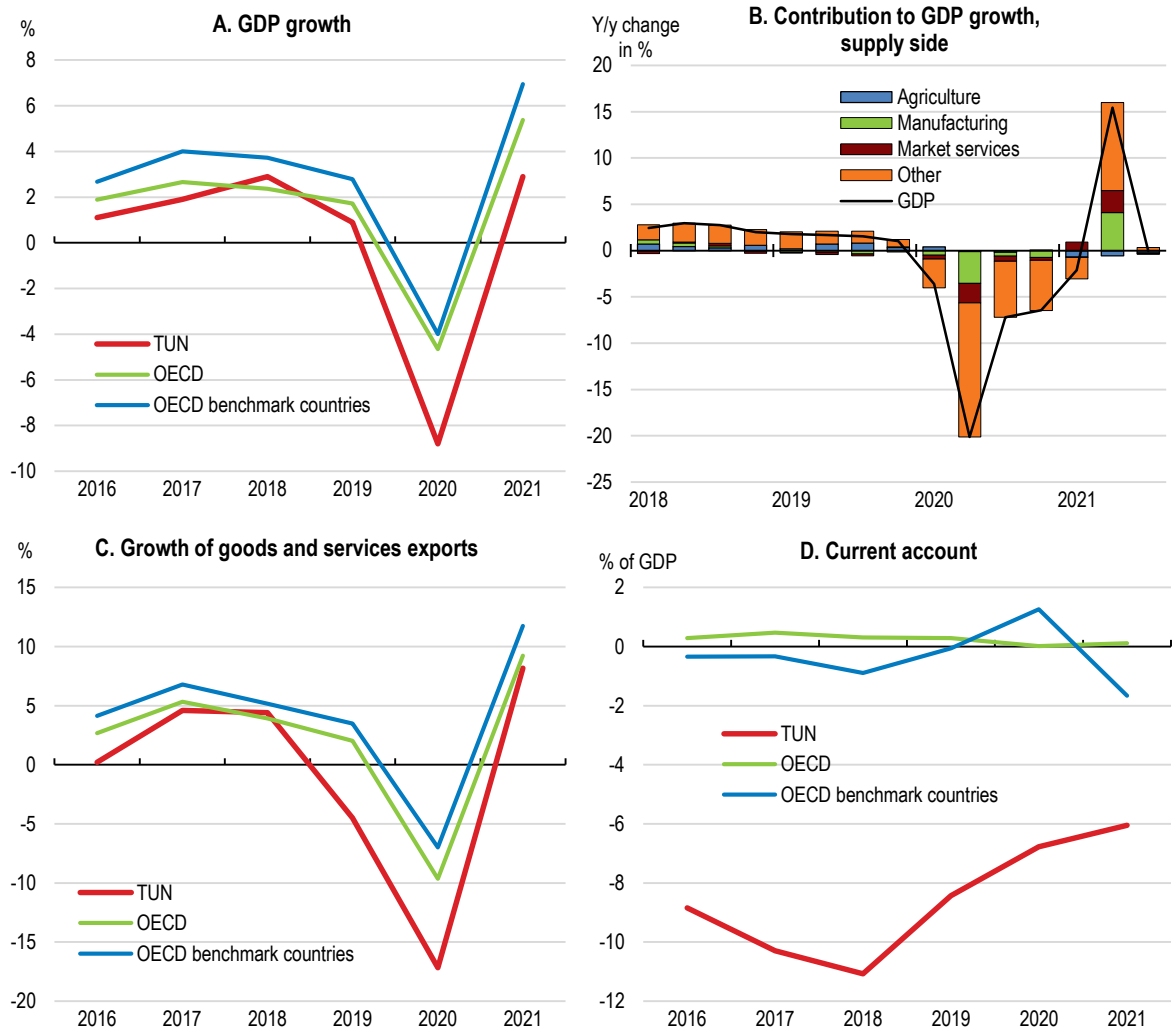 A. GDP growth
%
8
6
4
2
0
-2
-4
-6
-8
-10
TUN
OECD
OECD benchmark countries
2016 2017 2018 2019 2020 2021
B. Contribution to GDP growth,
supply side
Y/y change
in %
20
15
10
5
0
-5
-10
-15
-20
-25
Agriculture
Manufacturing
Market services
Other
GDP
2018 2019 2020 2021
C. Growth of goods and services exports
%
15
10
5
0
-5
-10
-15
-20
TUN
OECD
OECD benchmark countries
2016 2017 2018 2019 2020 2021
D. Current account
% of GDP
2
0
-2
-4
-6
-8
-10
-12
TUN
OECD
OECD benchmark countries
2016 2017 2018 2019 2020 2021